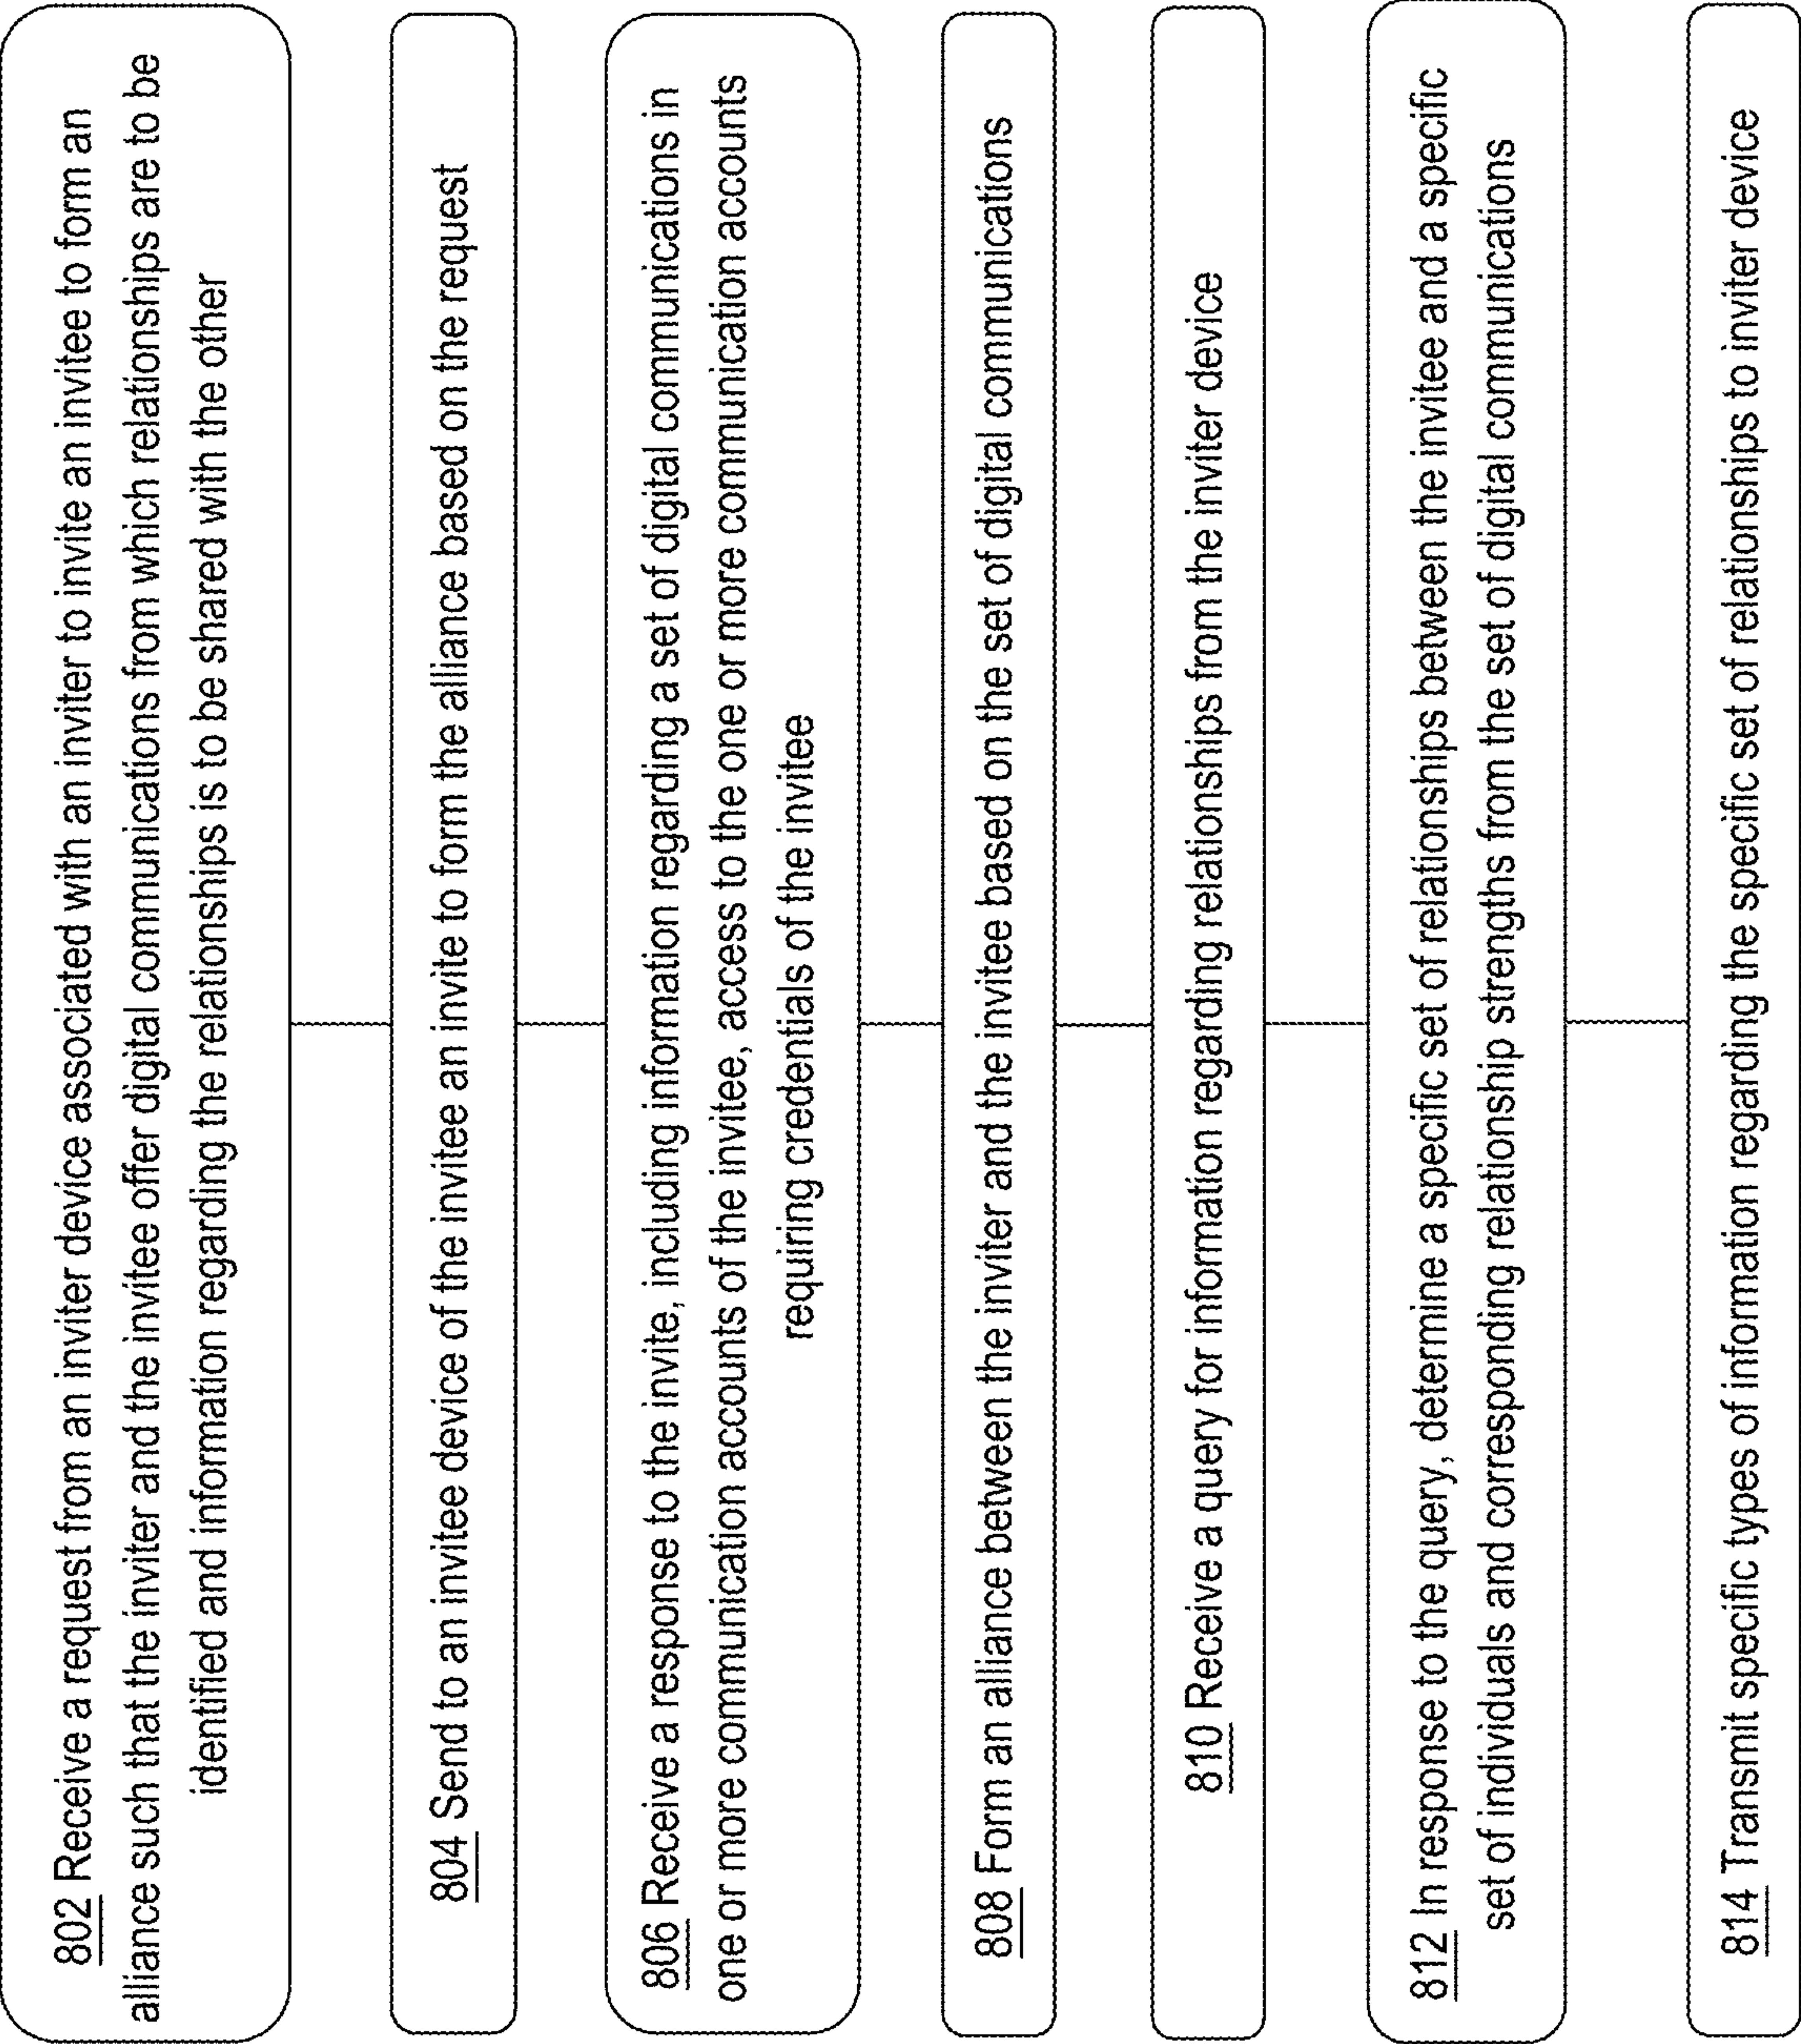 802 Receive a request from an inviter device associated with an inviter to invite an invitee to form an
alliance such that the inviter and the invitee offer digital communications from which relationships are to be
identified and information regarding the relationships is to be shared with the other
804 Send to an invitee device of the invitee an invite to form the alliance based on the request
806 Receive a response to the invite, including information regarding a set of digital communications in
one or more communication accounts of the invitee, access to the one or more communication accounts
requiring credentials of the invitee
808 Form an alliance between the inviter and the invitee based on the set of digital communications
810 Receive a query for information regarding relationships from the inviter device
812 In response to the query, determine a specific set of relationships between the invitee and a specific
set of individuals and corresponding relationship strengths from the set of digital communications
814 Transmit specific types of information regarding the specific set of relationships to inviter device